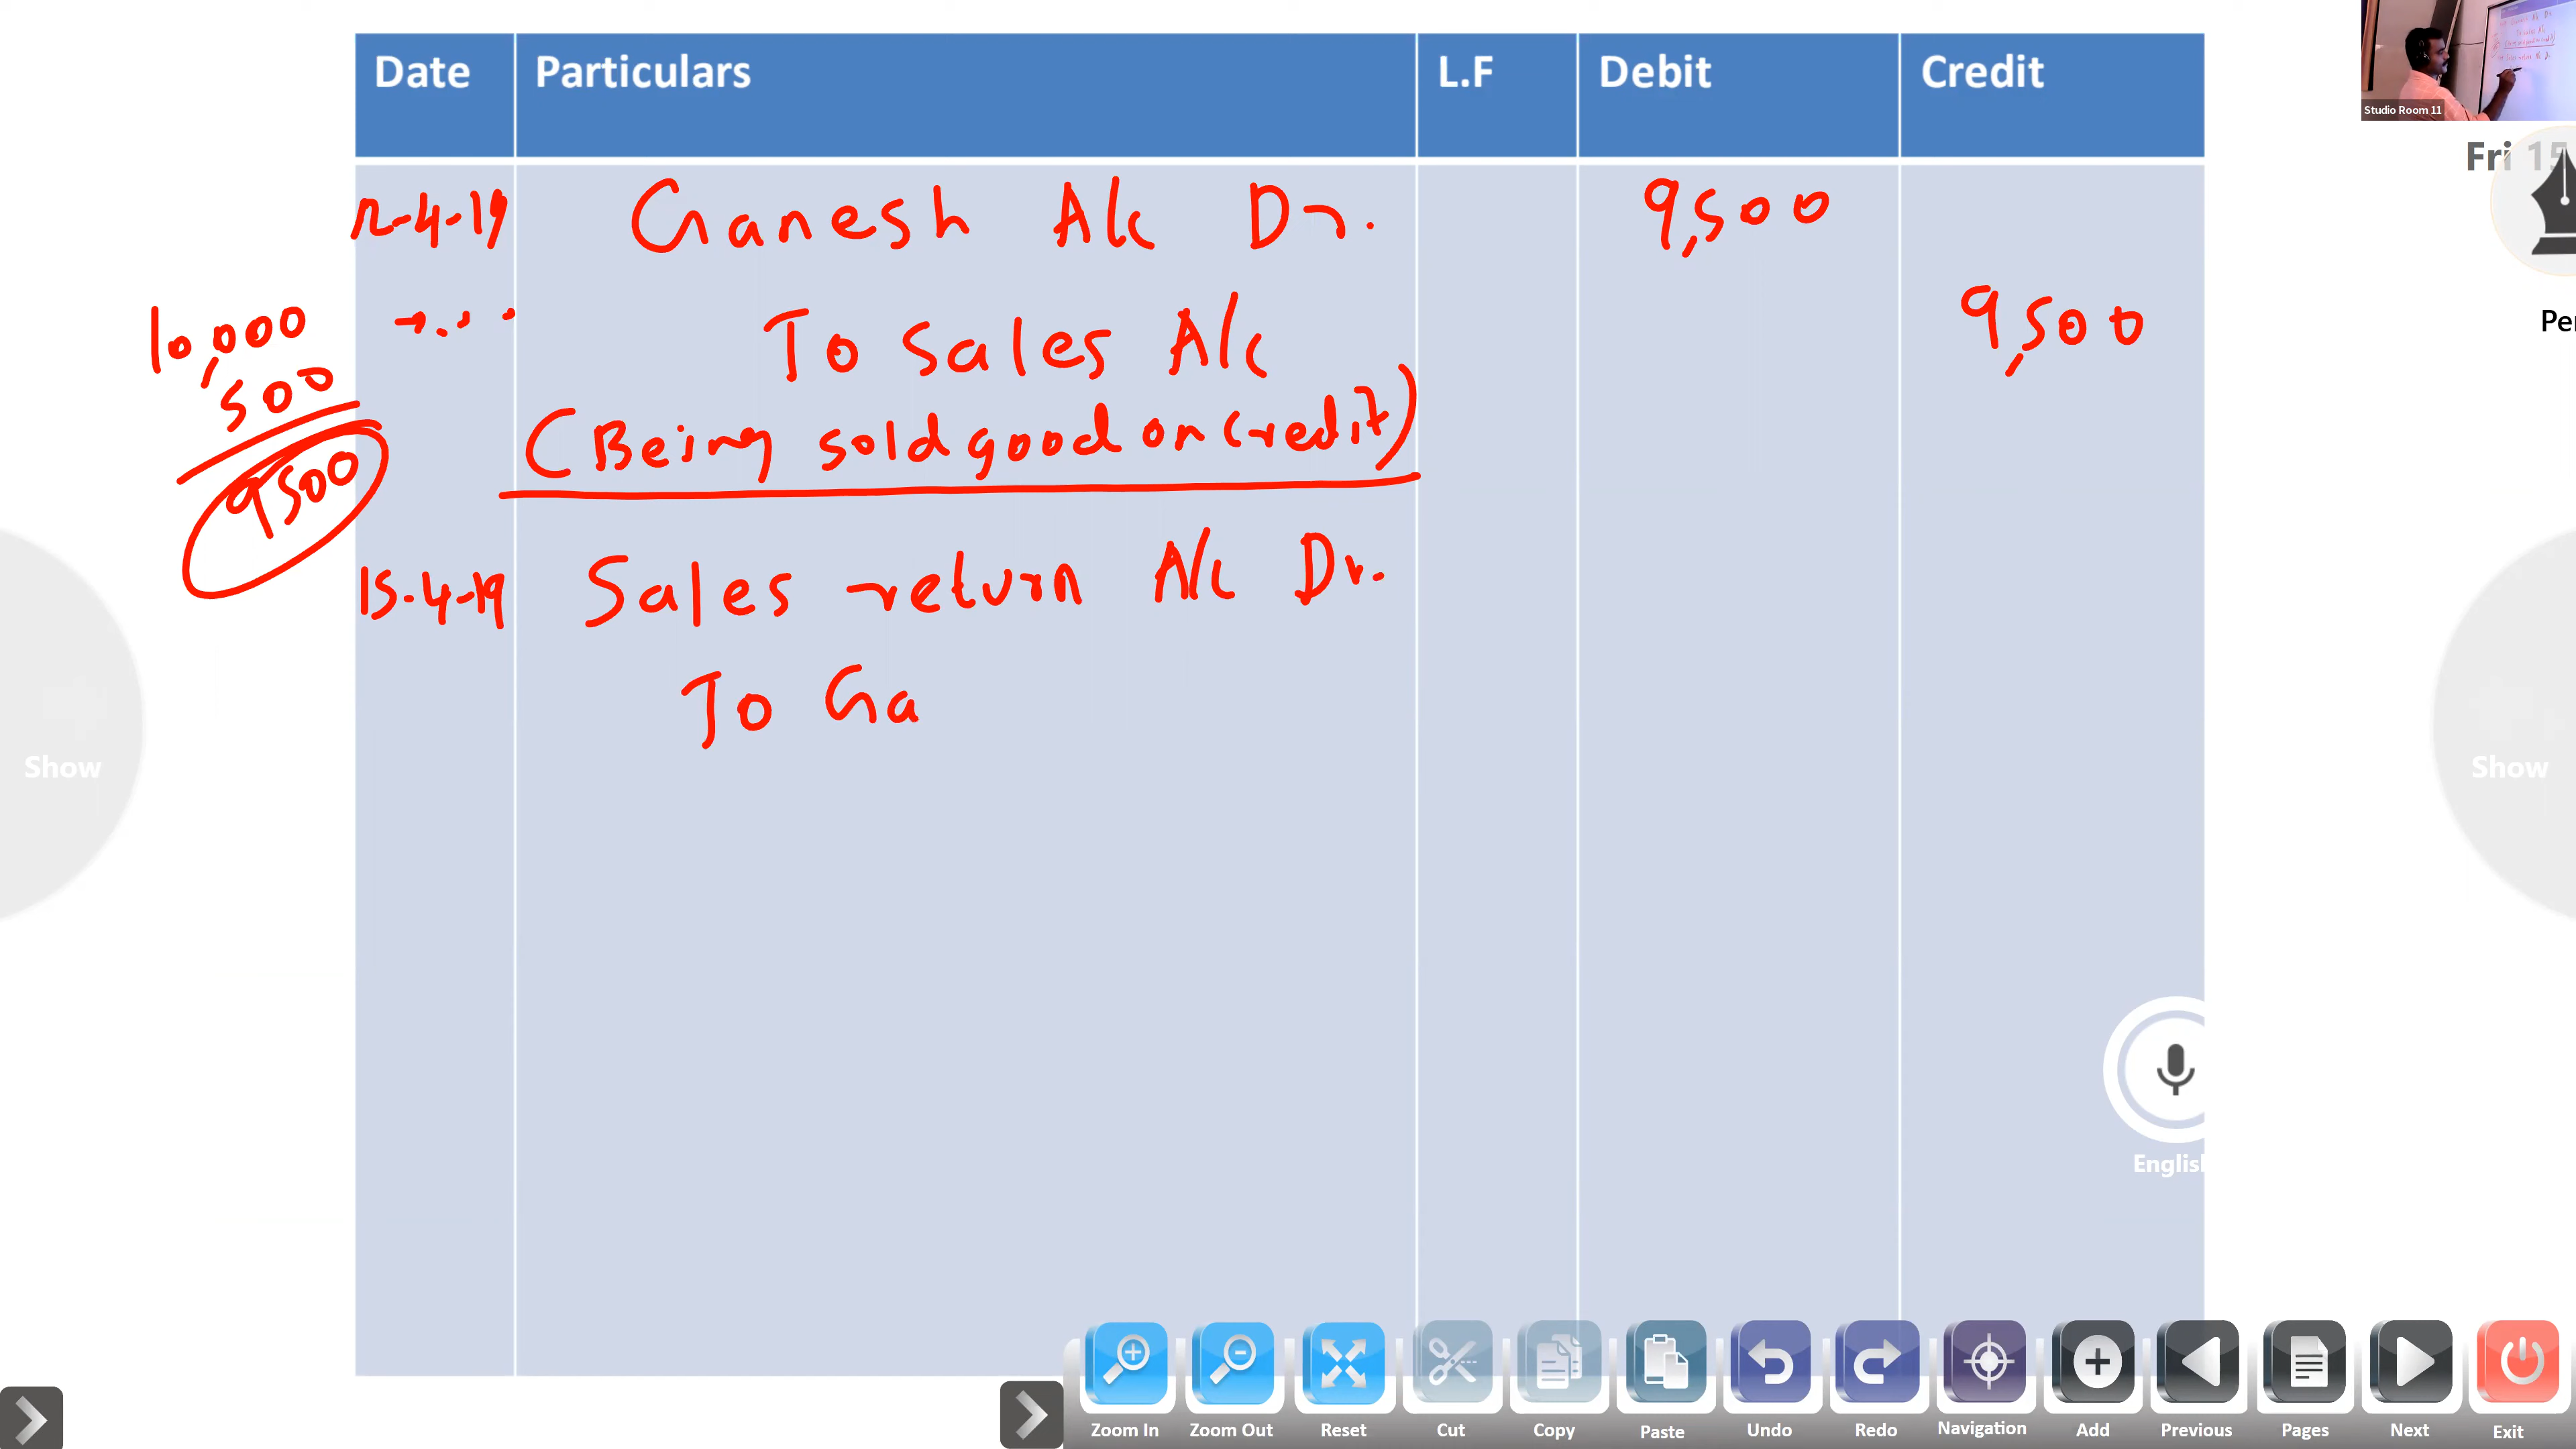 Studio Room 11
Date Particulars L.F Debit Credit
Fri 15
12-4-19 Ganesh A/c Dr. 9,500
Per
To Sales A/c 9,500
10,000
500
9500
(Being sold good on credit)
15-4-19 Sales return A/c Dr.
To Ga
Show
Show
English
Zoom In Zoom Out Reset Cut Copy Paste Undo Redo Navigation Add Previous Pages Next Exit